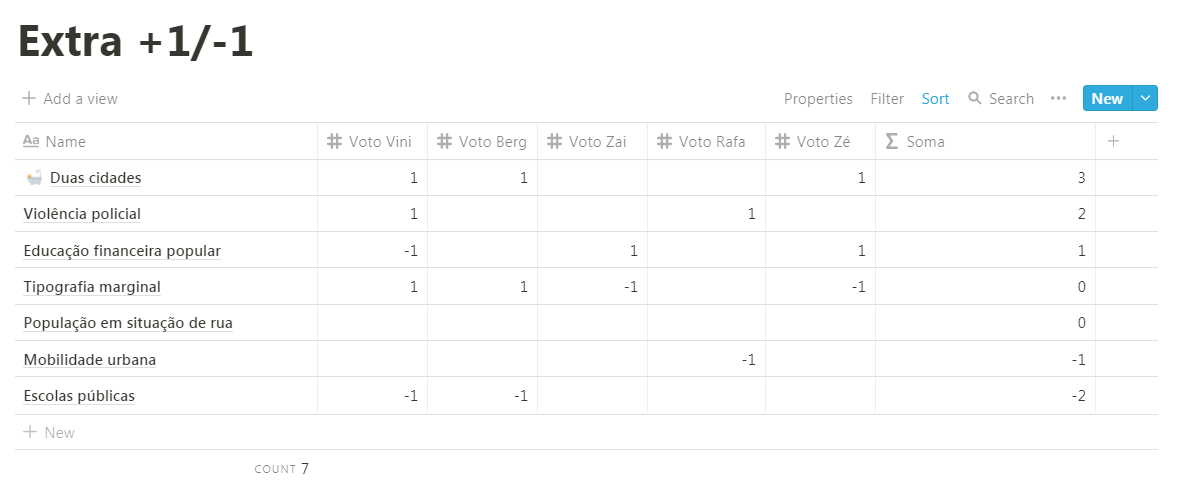 Extra +1/-1
Add a view Properties Filter Sort Search ••• New
Aa Name # Voto Vini # Voto Berg # Voto Zai # Voto Rafa # Voto Zé Σ Soma +
Duas cidades 1 1 1 3
Violência policial 1 1 2
Educação financeira popular -1 1 1 1
Tipografia marginal 1 1 -1 -1 0
População em situação de rua 0
Mobilidade urbana -1 -1
Escolas públicas -1 -1 -2
+ New
COUNT 7